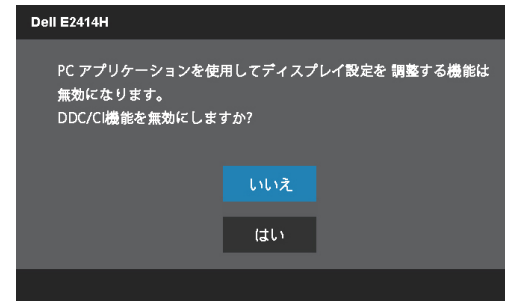 Dell E2414H
PC アプリケーションを使用してディスプレイ設定を 調整する機能は
無効になります。
DDC/CI機能を無効にしますか?
いいえ
はい